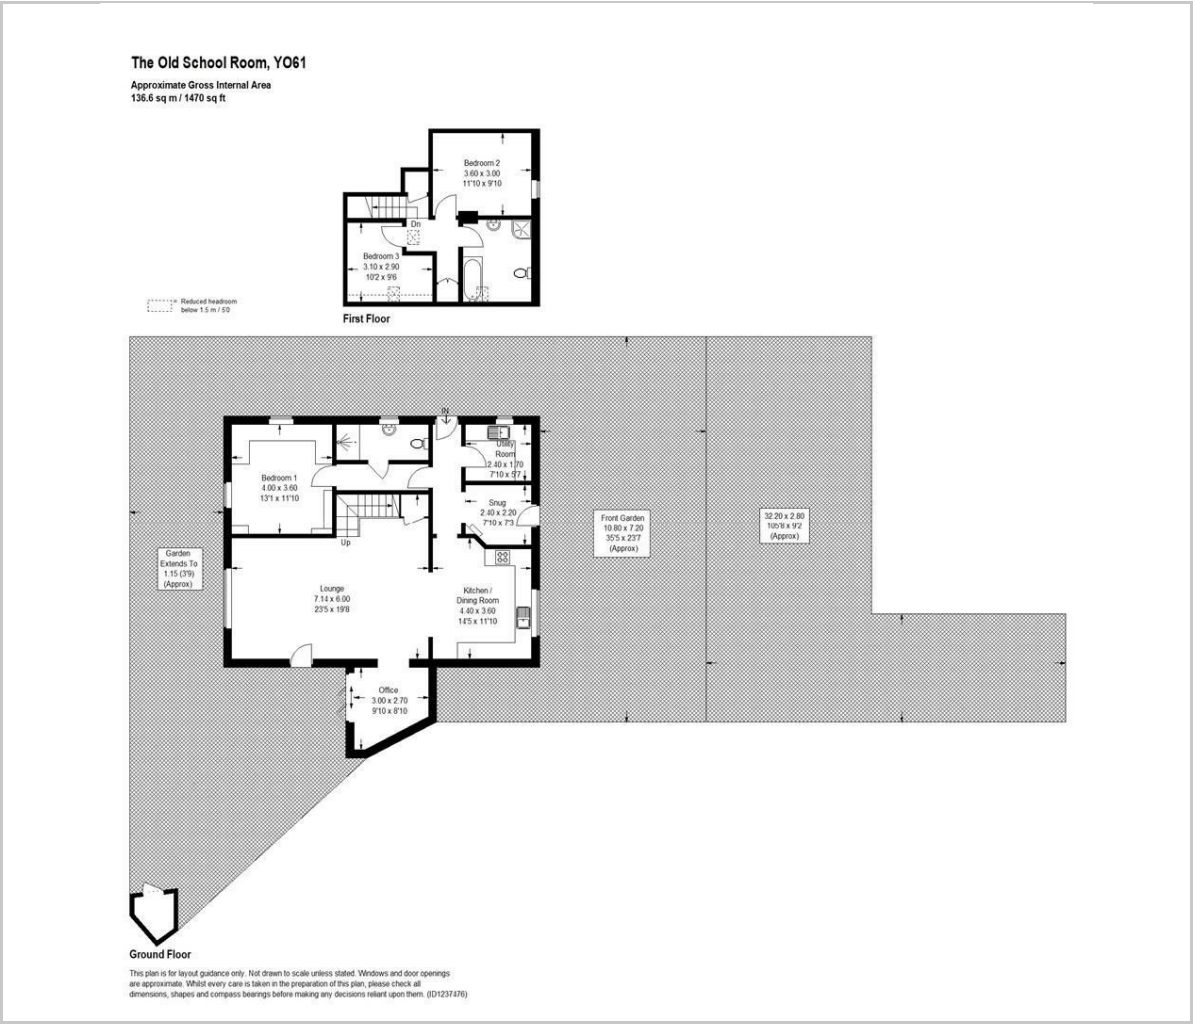 The Old School Room, YO61
Approximate Gross Internal Area
136.6 sq m / 1470 sq ft
Bedroom 2
3.60 x 3.00
11'10 x 9'10
Dn
Bedroom 3
3.10 x 2.90
10'2 x 9'6
Reduced headroom
below 1.5 m / 5'0
First Floor
IN
Utility
Room
2.40 x 1.70
7'10 x 5'7
Bedroom 1
4.00 x 3.60
13'1 x 11'10
Snug
2.40 x 2.20
7'10 x 7'3
Up
Front Garden
10.80 x 7.20
35'5 x 23'7
(Approx)
32.20 x 2.80
105'8 x 9'2
(Approx)
Garden
Extends To
1.15 (3'9)
(Approx)
Lounge
7.14 x 6.00
23'5 x 19'8
Kitchen /
Dining Room
4.40 x 3.60
14'5 x 11'10
Office
3.00 x 2.70
9'10 x 8'10
Ground Floor
This plan is for layout guidance only. Not drawn to scale unless stated. Windows and door openings
are approximate. Whilst every care is taken in the preparation of this plan, please check all
dimensions, shapes and compass bearings before making any decisions reliant upon them. (ID1237476)